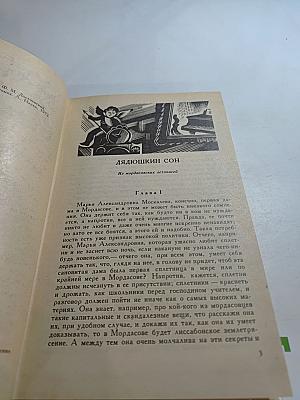 ДЯДЮШКИН СОН
Из мордасовских летописей
Глава I
Марья Александровна Москалева, конечно, первая да-
ма в Мордасове, и в этом не может быть никакого сомне-
ния. Она держит себя так, как будто ни в ком не нужда-
ется, а, напротив, все в ней нуждаются. Правда, ее почти
никто не любит и даже очень многие искренно ненавидят;
но зато ее все боятся, а этого ей и надобно. Такая потреб-
ность есть уже признак высокой политики. Отчего, напри-
мер, Марья Александровна, которая ужасно любит сплет-
ни и не заснет всю ночь, если накануне не узнала чего-ни-
будь новенького,— отчего она, при всем этом, умеет себя
держать так, что, глядя на нее, в голову не придет, чтоб эта
сановитая дама была первая сплетница в мире или по
крайней мере в Мордасове? Напротив, кажется, сплетни
должны исчезнуть в ее присутствии; сплетники — краснеть
и дрожать, как школьники перед господином учителем, и
разговор должен пойти не иначе как о самых высоких ма-
териях. Она знает, например, про кой-кого из мордасовцев
такие капитальные и скандалезные вещи, что расскажи она
их, при удобном случае, и докажи их так, как она их умеет
доказывать, то в Мордасове будет лиссабонское землетря-
сение. А между тем она очень молчалива на эти секреты и
3